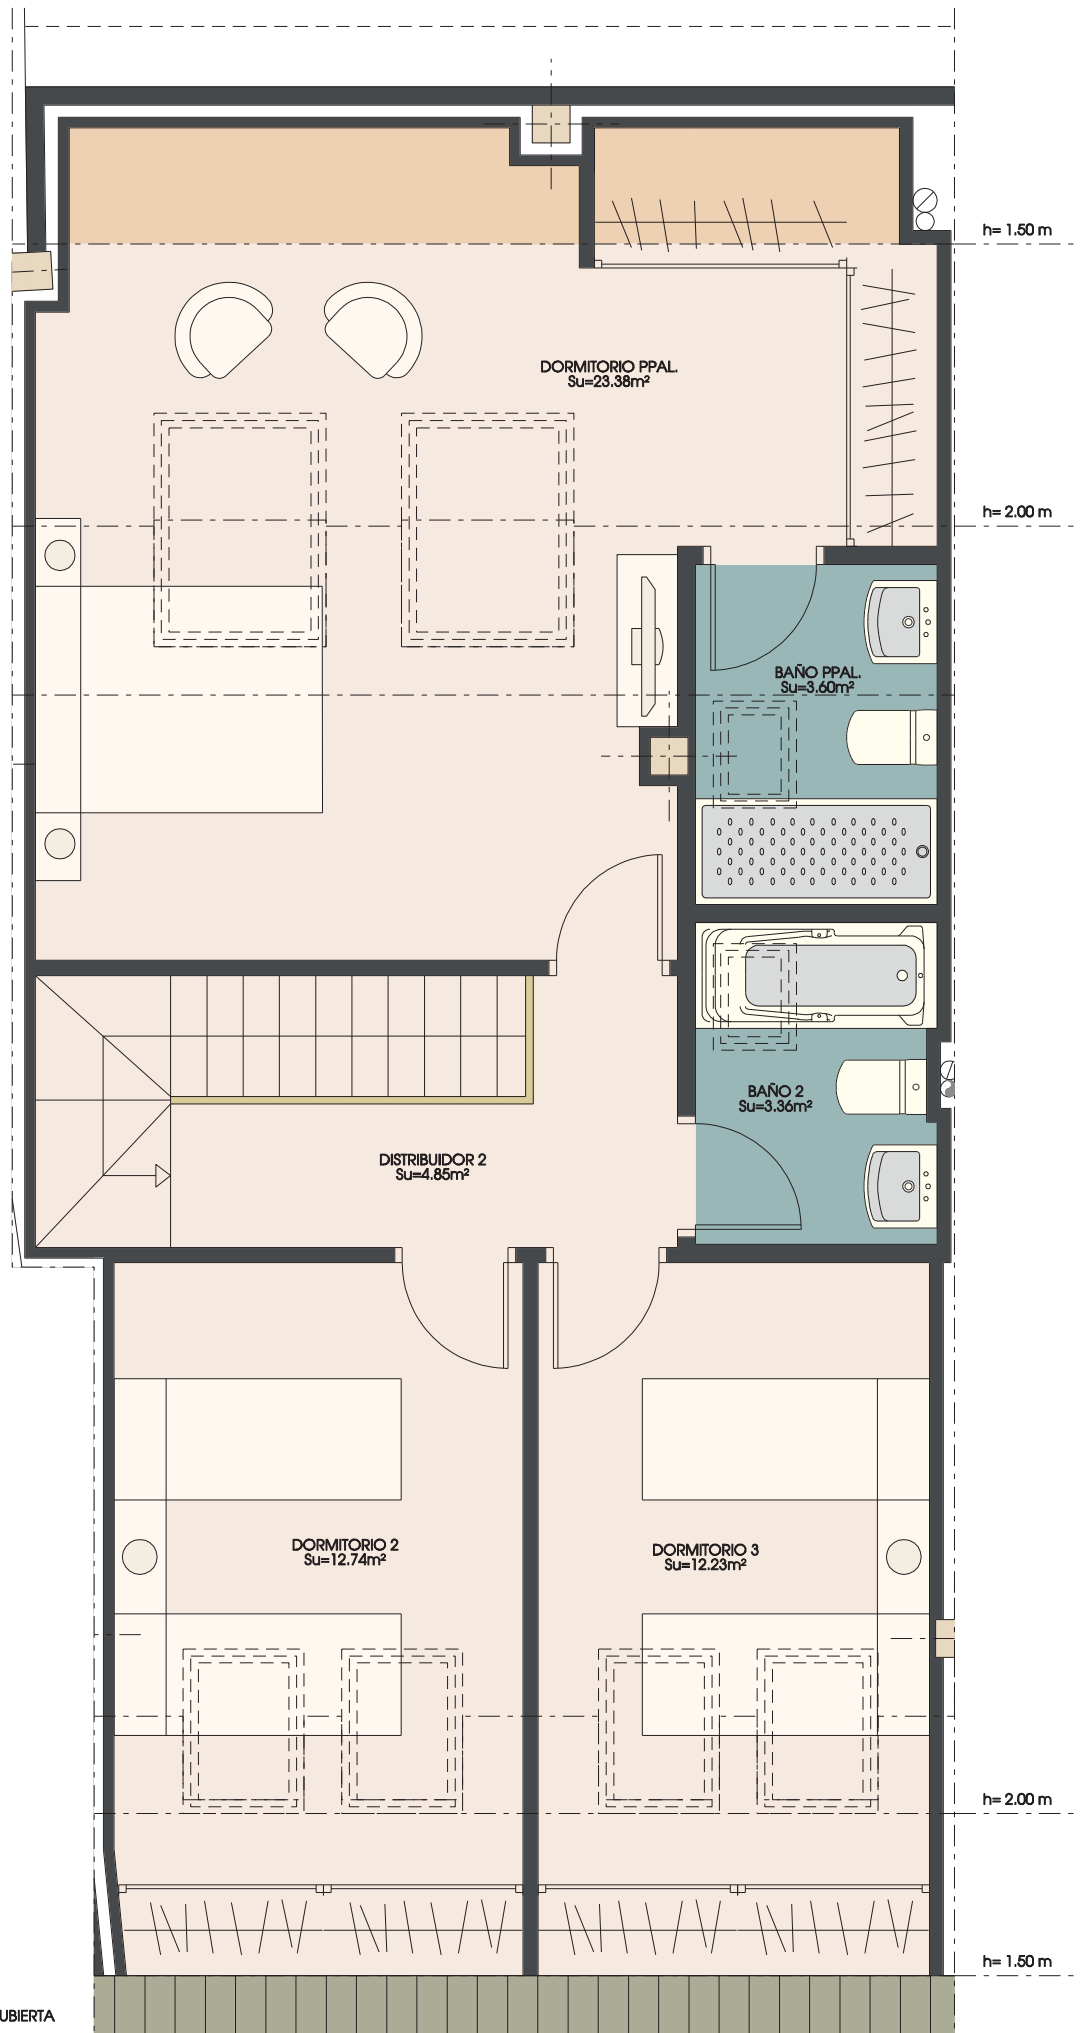 h= 1.50 m
DORMITORIO PPAL.
Su=23.38m²
h= 2.00 m
BAÑO PPAL.
Su=3.60m²
BAÑO 2
Su=3.36m²
DISTRIBUIDOR 2
Su=4.85m²
DORMITORIO 2
Su=12.74m²
DORMITORIO 3
Su=12.23m²
h= 2.00 m
h= 1.50 m
UBIERTA